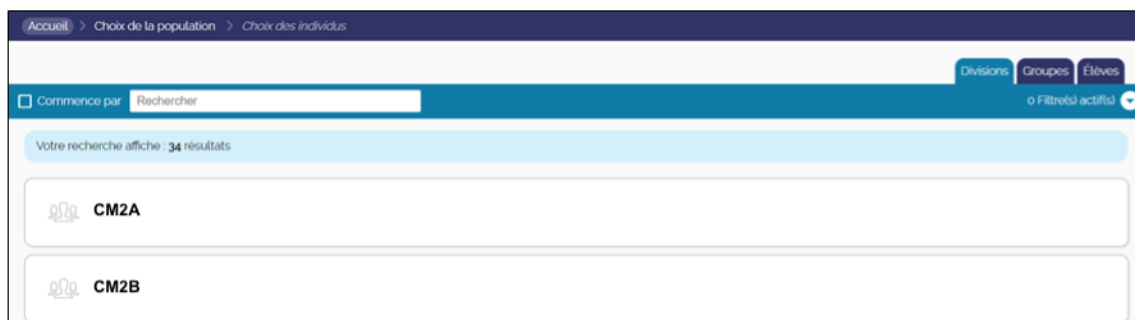 Accueil > Choix de la population > Choix des individus
Divisions Groupes Élèves
Commence par Rechercher 0 Filtre(s) actif(s)
Votre recherche affiche : 34 résultats
CM2A
CM2B